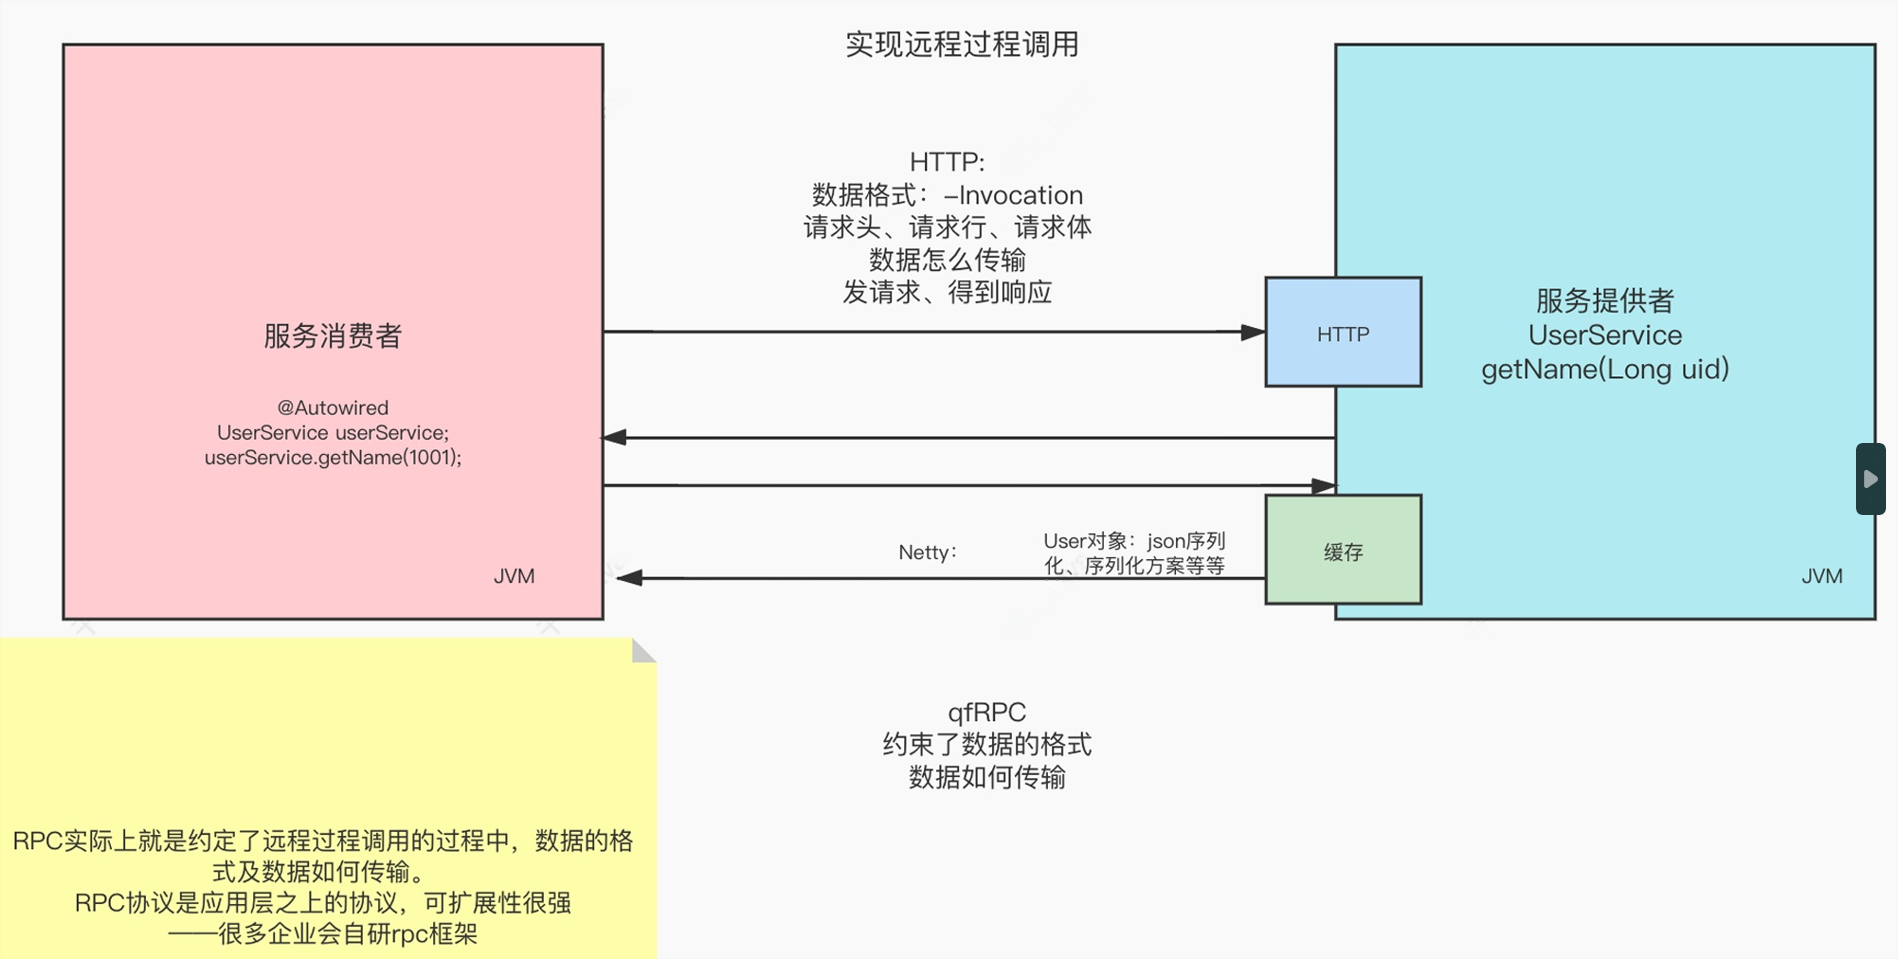 实现远程过程调用
HTTP:
数据格式：-Invocation
请求头、请求行、请求体
数据怎么传输
发请求、得到响应
服务消费者
@Autowired
UserService userService;
userService.getName(1001);
JVM
HTTP
服务提供者
UserService
getName(Long uid)
Netty：
User对象：json序列
化、序列化方案等等
缓存
JVM
qfRPC
约束了数据的格式
数据如何传输
RPC实际上就是约定了远程过程调用的过程中，数据的格
式及数据如何传输。
RPC协议是应用层之上的协议，可扩展性很强
——很多企业会自研rpc框架